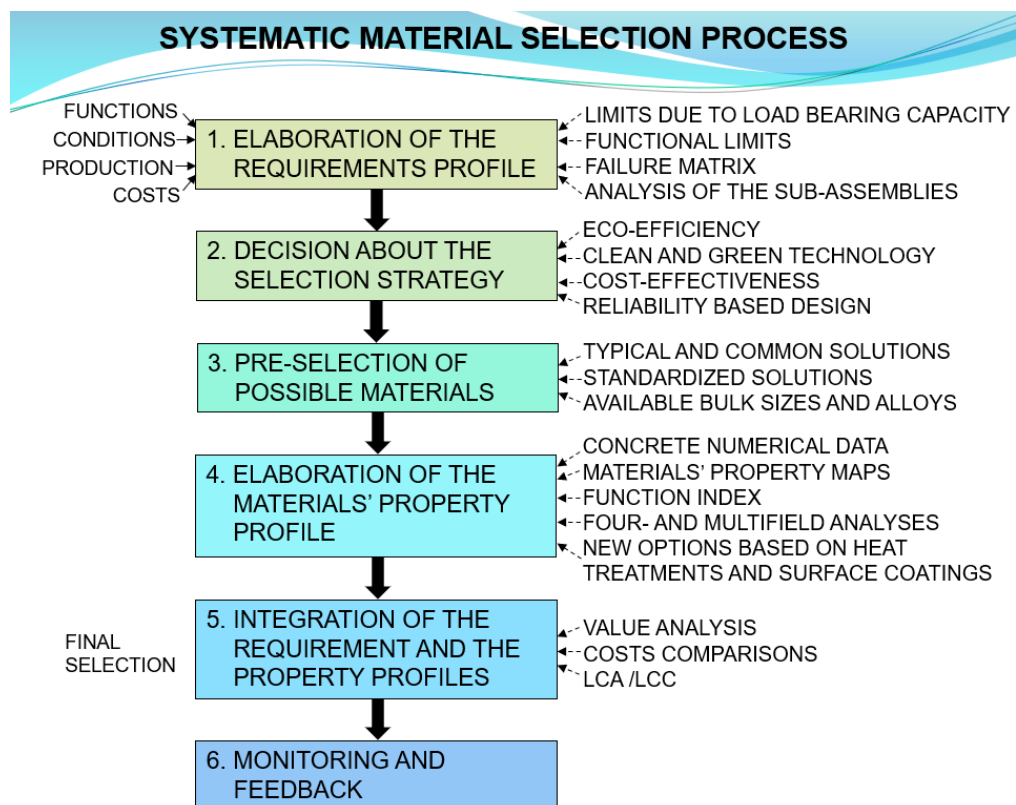 SYSTEMATIC MATERIAL SELECTION PROCESS
FUNCTIONS
CONDITIONS
PRODUCTION
COSTS
1. ELABORATION OF THE
REQUIREMENTS PROFILE
LIMITS DUE TO LOAD BEARING CAPACITY
FUNCTIONAL LIMITS
FAILURE MATRIX
ANALYSIS OF THE SUB-ASSEMBLIES
2. DECISION ABOUT THE
SELECTION STRATEGY
ECO-EFFICIENCY
CLEAN AND GREEN TECHNOLOGY
COST-EFFECTIVENESS
RELIABILITY BASED DESIGN
3. PRE-SELECTION OF
POSSIBLE MATERIALS
TYPICAL AND COMMON SOLUTIONS
STANDARDIZED SOLUTIONS
AVAILABLE BULK SIZES AND ALLOYS
4. ELABORATION OF THE
MATERIALS' PROPERTY
PROFILE
CONCRETE NUMERICAL DATA
MATERIALS' PROPERTY MAPS
FUNCTION INDEX
FOUR- AND MULTIFIELD ANALYSES
NEW OPTIONS BASED ON HEAT
TREATMENTS AND SURFACE COATINGS
FINAL
SELECTION
5. INTEGRATION OF THE
REQUIREMENT AND THE
PROPERTY PROFILES
VALUE ANALYSIS
COSTS COMPARISONS
LCA /LCC
6. MONITORING AND
FEEDBACK